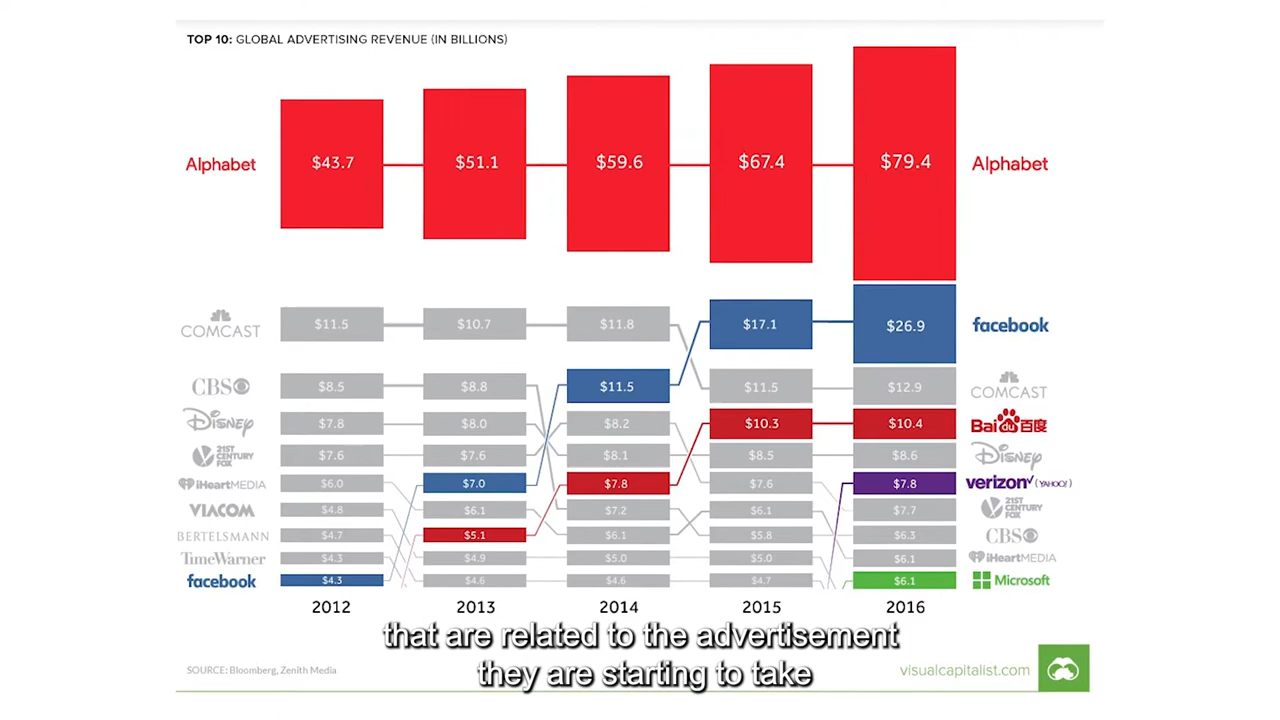 TOP 10: GLOBAL ADVERTISING REVENUE (IN BILLIONS)
Alphabet $43.7 $51.1 $59.6 $67.4 $79.4 Alphabet
COMCAST $11.5 $10.7 $11.8 $17.1 $26.9 facebook
CBS $8.5 $8.8 $11.5 $11.5 $12.9 COMCAST
Disney $7.8 $8.0 $8.2 $10.3 $10.4 Bai du 百度
21ST CENTURY FOX $7.6 $7.6 $8.1 $8.5 $8.6 Disney
iHeartMEDIA $6.0 $7.0 $7.8 $7.6 $7.8 verizon✓ (YAHOO!)
VIACOM $4.8 $6.1 $7.2 $6.1 $7.7 21ST CENTURY FOX
BERTELSMANN $4.7 $5.1 $6.1 $5.8 $6.3 CBS
TimeWarner $4.3 $4.9 $5.0 $5.0 $6.1 iHeartMEDIA
facebook $4.3 $4.6 $4.6 $4.7 $6.1 Microsoft
2012 2013 2014 2015 2016
that are related to the advertisement
they are starting to take
SOURCE: Bloomberg, Zenith Media
visualcapitalist.com